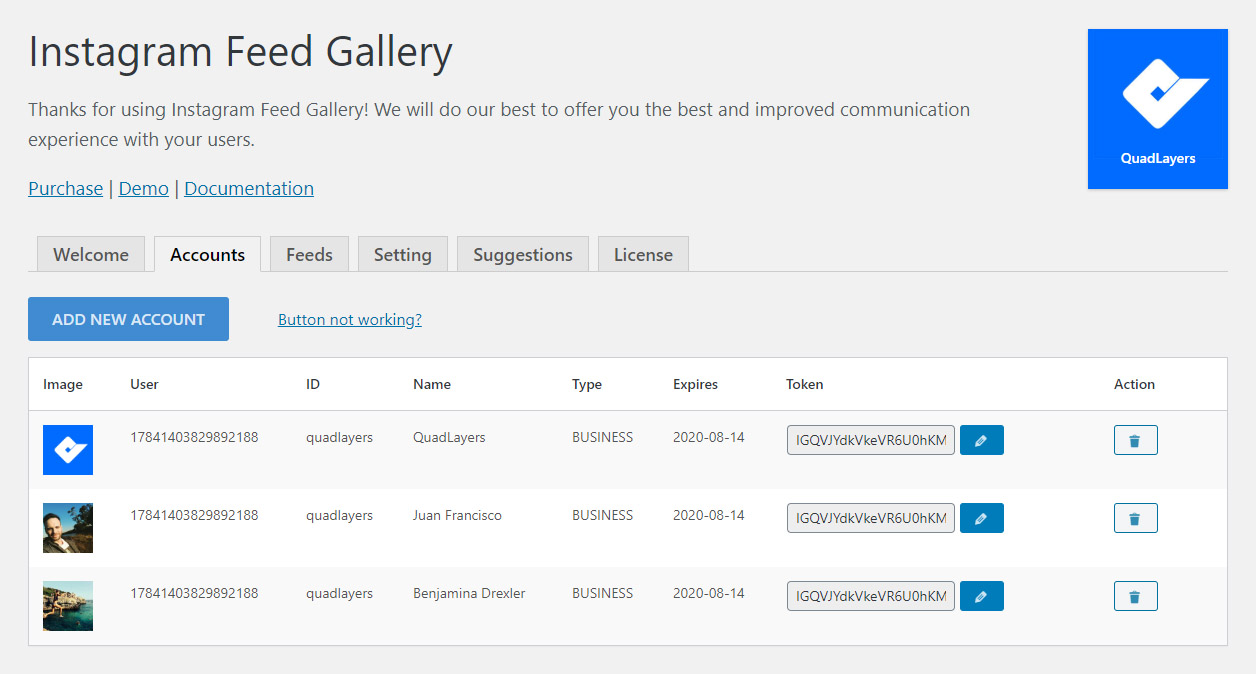 Instagram Feed Gallery
Thanks for using Instagram Feed Gallery! We will do our best to offer you the best and improved communication
experience with your users.
Purchase | Demo | Documentation
QuadLayers
Welcome Accounts Feeds Setting Suggestions License
ADD NEW ACCOUNT Button not working?
Image User ID Name Type Expires Token Action
17841403829892188 quadlayers QuadLayers BUSINESS 2020-08-14 IGQVJYdkVkeVR6U0hKM
17841403829892188 quadlayers Juan Francisco BUSINESS 2020-08-14 IGQVJYdkVkeVR6U0hKM
17841403829892188 quadlayers Benjamina Drexler BUSINESS 2020-08-14 IGQVJYdkVkeVR6U0hKM